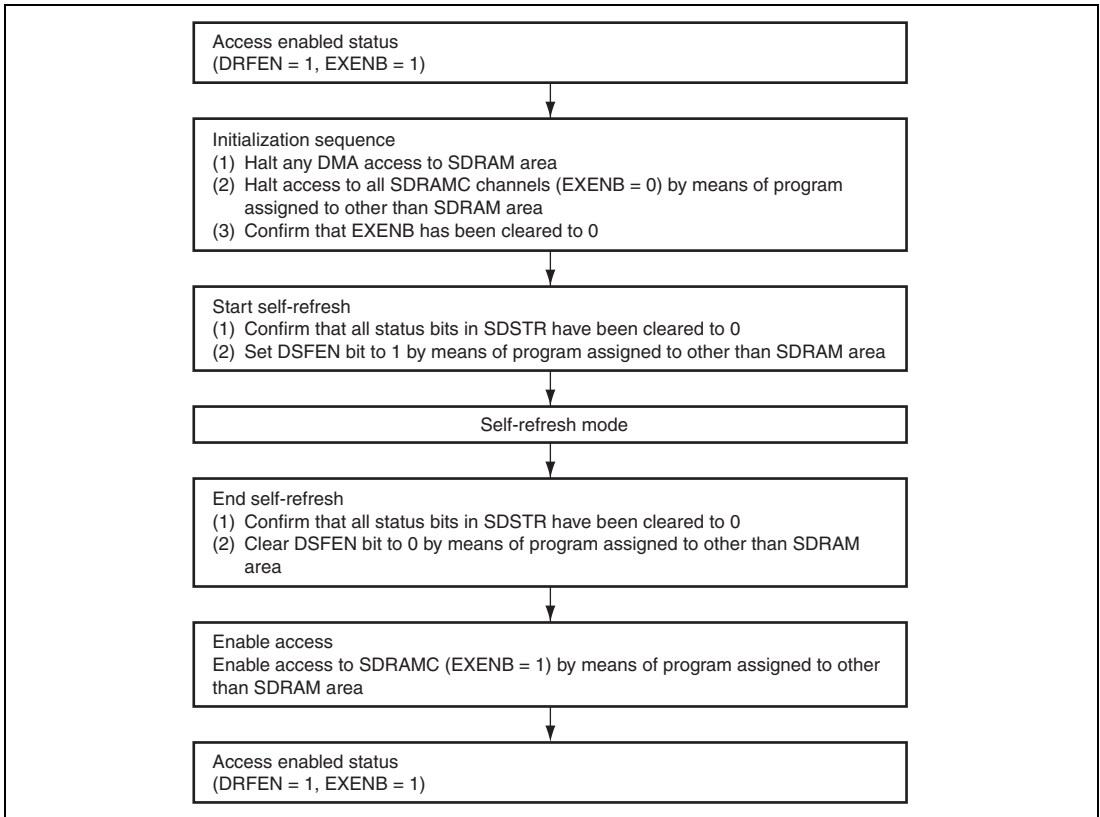 Access enabled status
(DRFEN = 1, EXENB = 1)
Initialization sequence
(1) Halt any DMA access to SDRAM area
(2) Halt access to all SDRAMC channels (EXENB = 0) by means of program
assigned to other than SDRAM area
(3) Confirm that EXENB has been cleared to 0
Start self-refresh
(1) Confirm that all status bits in SDSTR have been cleared to 0
(2) Set DSFEN bit to 1 by means of program assigned to other than SDRAM area
Self-refresh mode
End self-refresh
(1) Confirm that all status bits in SDSTR have been cleared to 0
(2) Clear DSFEN bit to 0 by means of program assigned to other than SDRAM
area
Enable access
Enable access to SDRAMC (EXENB = 1) by means of program assigned to other
than SDRAM area
Access enabled status
(DRFEN = 1, EXENB = 1)